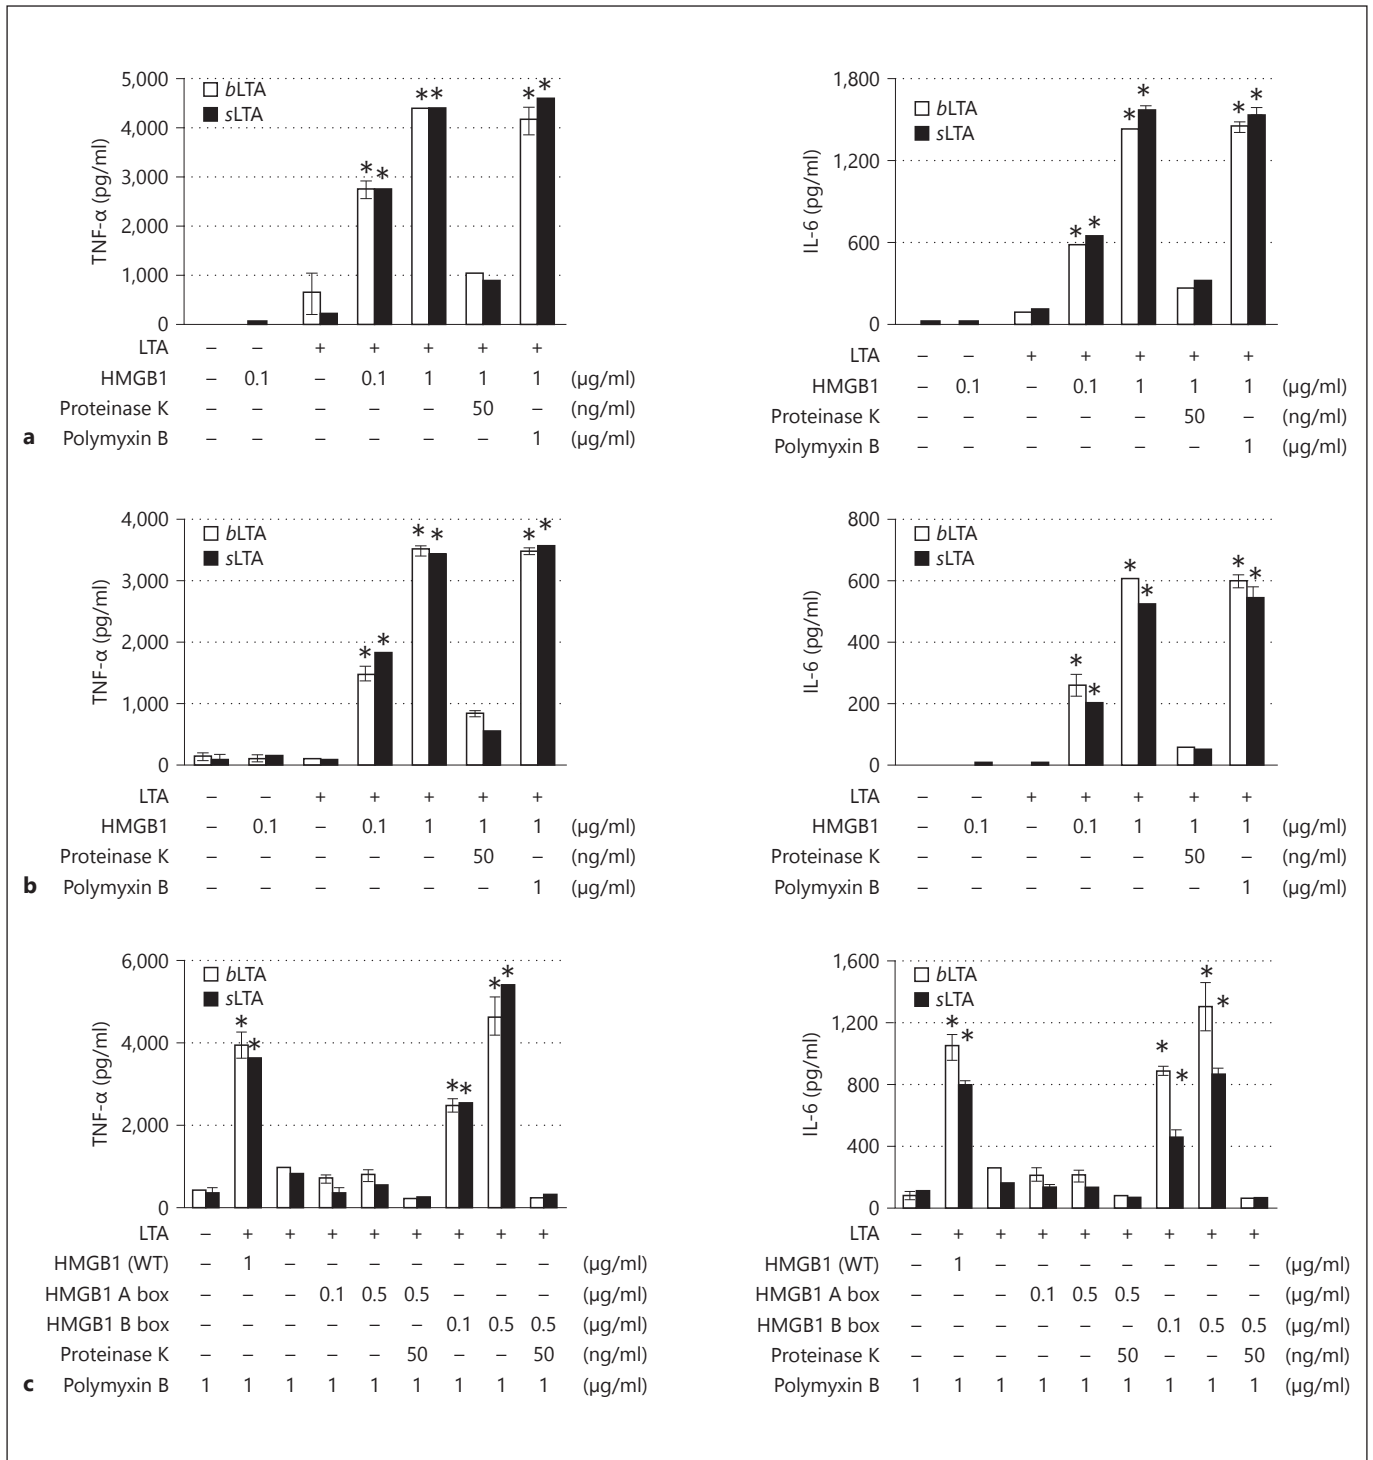 5,000
4,000
3,000
2,000
1,000
0
TNF-α (pg/ml)
bLTA
sLTA
* * ** * *
LTA – – + + + + +
HMGB1 – 0.1 – 0.1 1 1 1 (µg/ml)
Proteinase K – – – – – 50 – (ng/ml)
a Polymyxin B – – – – – – 1 (µg/ml)
1,800
1,200
600
0
IL-6 (pg/ml)
bLTA
sLTA
* * * * * *
LTA – – + + + + +
HMGB1 – 0.1 – 0.1 1 1 1 (µg/ml)
Proteinase K – – – – – 50 – (ng/ml)
Polymyxin B – – – – – – 1 (µg/ml)
4,000
3,000
2,000
1,000
0
TNF-α (pg/ml)
bLTA
sLTA
* * * * * *
LTA – – + + + + +
HMGB1 – 0.1 – 0.1 1 1 1 (µg/ml)
Proteinase K – – – – – 50 – (ng/ml)
b Polymyxin B – – – – – – 1 (µg/ml)
800
600
400
200
0
IL-6 (pg/ml)
bLTA
sLTA
* * * * * *
LTA – – + + + + +
HMGB1 – 0.1 – 0.1 1 1 1 (µg/ml)
Proteinase K – – – – – 50 – (ng/ml)
Polymyxin B – – – – – – 1 (µg/ml)
6,000
4,000
2,000
0
TNF-α (pg/ml)
bLTA
sLTA
* * ** * *
LTA – + + + + + + + +
HMGB1 (WT) – 1 – – – – – – – (µg/ml)
HMGB1 A box – – – 0.1 0.5 0.5 – – – (µg/ml)
HMGB1 B box – – – – – – 0.1 0.5 0.5 (µg/ml)
Proteinase K – – – – – 50 – – 50 (ng/ml)
c Polymyxin B 1 1 1 1 1 1 1 1 1 (µg/ml)
1,600
1,200
800
400
0
IL-6 (pg/ml)
bLTA
sLTA
* * * * * *
LTA – + + + + + + + +
HMGB1 (WT) – 1 – – – – – – – (µg/ml)
HMGB1 A box – – – 0.1 0.5 0.5 – – – (µg/ml)
HMGB1 B box – – – – – – 0.1 0.5 0.5 (µg/ml)
Proteinase K – – – – – 50 – – 50 (ng/ml)
Polymyxin B 1 1 1 1 1 1 1 1 1 (µg/ml)